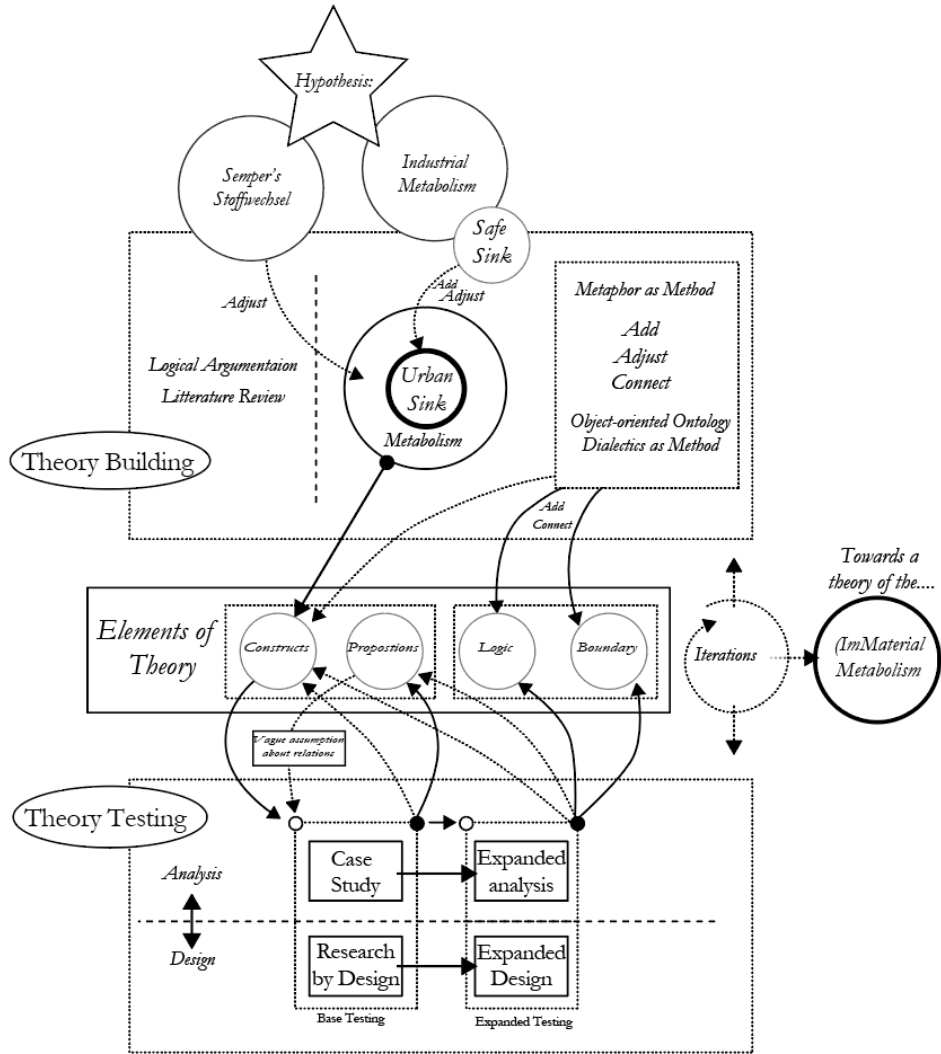 Hypothesis:
Semper's
Stoffwechsel
Industrial
Metabolism
Safe
Sink
Adjust
Add
Adjust
Metaphor as Method
Add
Adjust
Connect
Object-oriented Ontology
Dialectics as Method
Logical Argumentaion
Litterature Review
Urban
Sink
Metabolism
Theory Building
Add
Connect
Towards a
theory of the....
Elements of
Theory
Constructs
Propostions
Logic
Boundary
Iterations
(ImMaterial
Metabolism
Vague assumption
about relations
Theory Testing
Analysis
Design
Case
Study
Expanded
analysis
Research
by Design
Expanded
Design
Base Testing
Expanded Testing